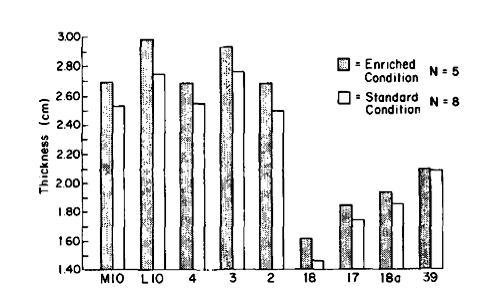 3.00
2.80
2.60
2.40
2.20
2.00
1.80
1.60
1.40
Thickness (cm)
= Enriched Condition N = 5
= Standard Condition N = 8
M10 L10 4 3 2 18 17 18a 39